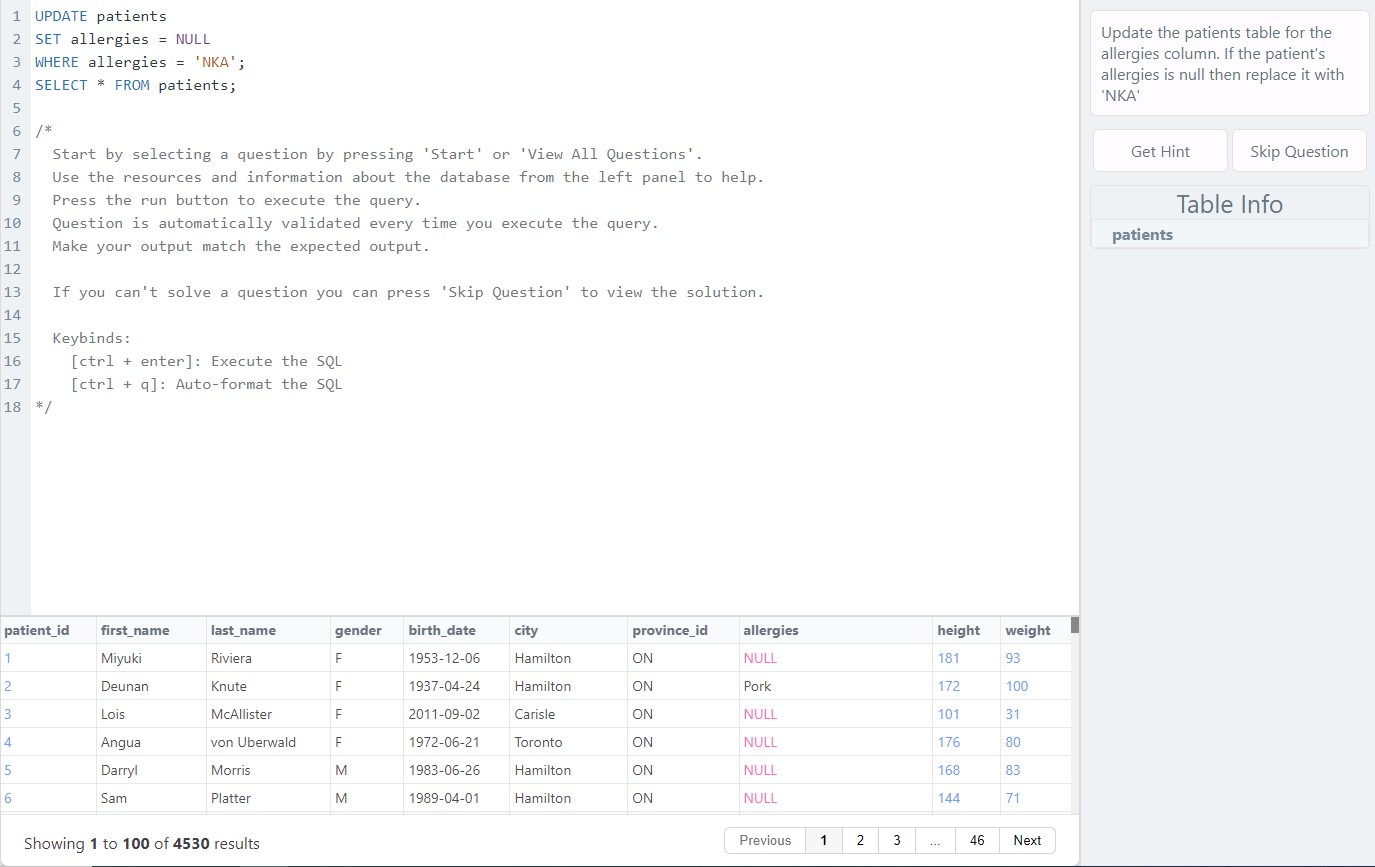 1 UPDATE patients
2 SET allergies = NULL
3 WHERE allergies = 'NKA';
4 SELECT * FROM patients;
5
6 /*
7 Start by selecting a question by pressing 'Start' or 'View All Questions'.
8 Use the resources and information about the database from the left panel to help.
9 Press the run button to execute the query.
10 Question is automatically validated every time you execute the query.
11 Make your output match the expected output.
12
13 If you can't solve a question you can press 'Skip Question' to view the solution.
14
15 Keybinds:
16 [ctrl + enter]: Execute the SQL
17 [ctrl + q]: Auto-format the SQL
18 */
Update the patients table for the
allergies column. If the patient's
allergies is null then replace it with
'NKA'
Get Hint Skip Question
Table Info
patients
patient_id first_name last_name gender birth_date city province_id allergies height weight
1 Miyuki Riviera F 1953-12-06 Hamilton ON NULL 181 93
2 Deunan Knute F 1937-04-24 Hamilton ON Pork 172 100
3 Lois McAllister F 2011-09-02 Carisle ON NULL 101 31
4 Angua von Uberwald F 1972-06-21 Toronto ON NULL 176 80
5 Darryl Morris M 1983-06-26 Hamilton ON NULL 168 83
6 Sam Platter M 1989-04-01 Hamilton ON NULL 144 71
Showing 1 to 100 of 4530 results Previous 1 2 3 ... 46 Next